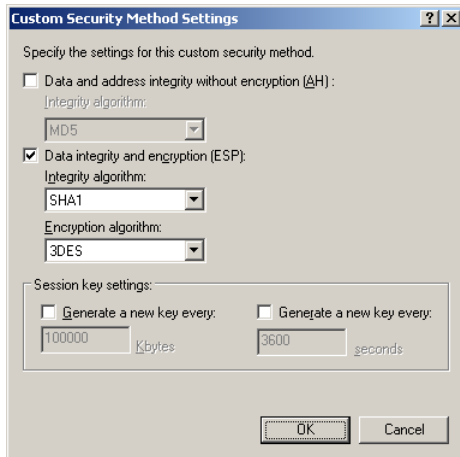 Custom Security Method Settings
Specify the settings for this custom security method.
Data and address integrity without encryption (AH) :
Integrity algorithm:
MD5
Data integrity and encryption (ESP):
Integrity algorithm:
SHA1
Encryption algorithm:
3DES
Session key settings:
Generate a new key every: Generate a new key every:
100000 Kbytes 3600 seconds
OK Cancel